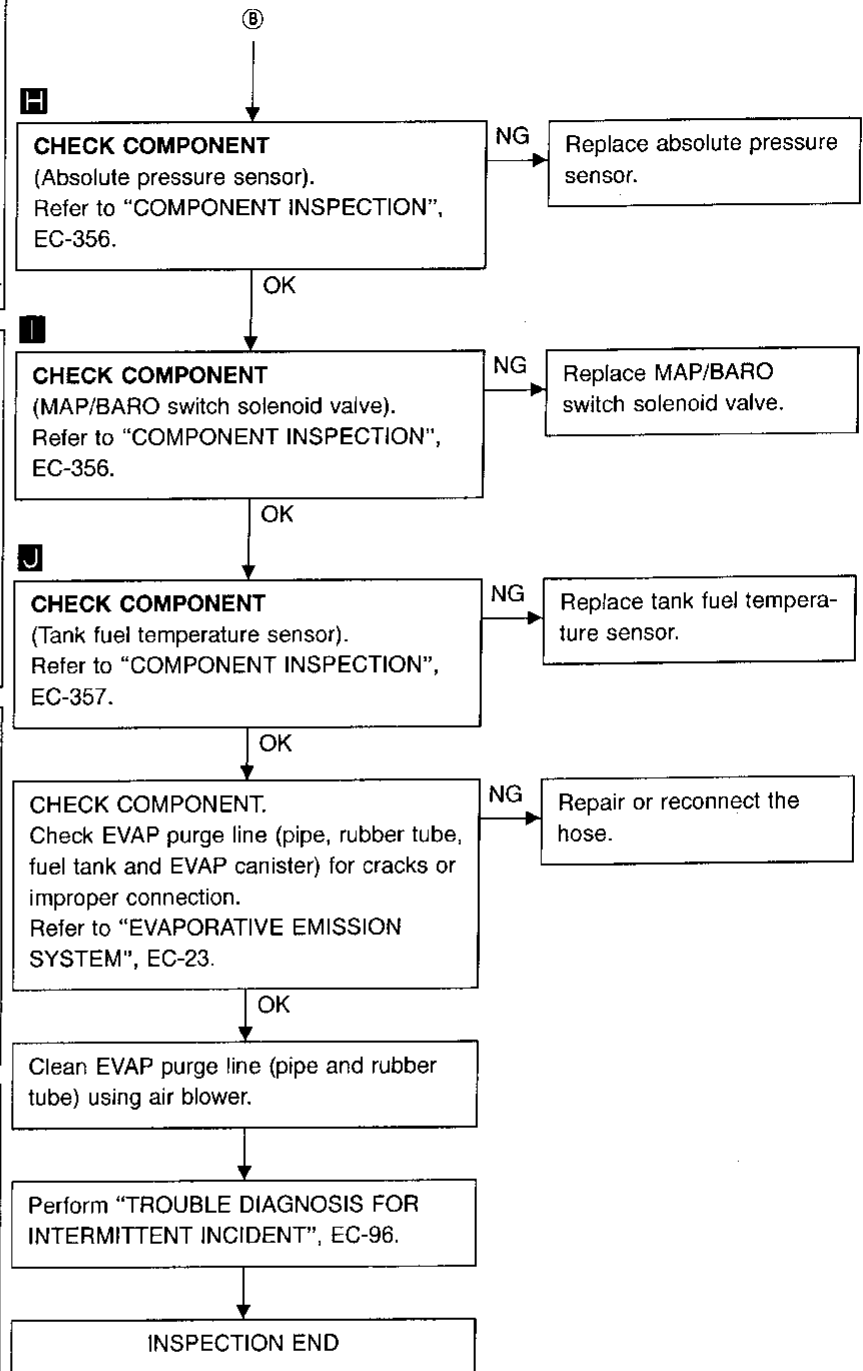 B
H
CHECK COMPONENT
(Absolute pressure sensor).
Refer to “COMPONENT INSPECTION”,
EC-356.
NG
Replace absolute pressure
sensor.
OK
I
CHECK COMPONENT
(MAP/BARO switch solenoid valve).
Refer to “COMPONENT INSPECTION”,
EC-356.
NG
Replace MAP/BARO
switch solenoid valve.
OK
J
CHECK COMPONENT
(Tank fuel temperature sensor).
Refer to “COMPONENT INSPECTION”,
EC-357.
NG
Replace tank fuel tempera-
ture sensor.
OK
CHECK COMPONENT.
Check EVAP purge line (pipe, rubber tube,
fuel tank and EVAP canister) for cracks or
improper connection.
Refer to “EVAPORATIVE EMISSION
SYSTEM”, EC-23.
NG
Repair or reconnect the
hose.
OK
Clean EVAP purge line (pipe and rubber
tube) using air blower.
Perform “TROUBLE DIAGNOSIS FOR
INTERMITTENT INCIDENT”, EC-96.
INSPECTION END